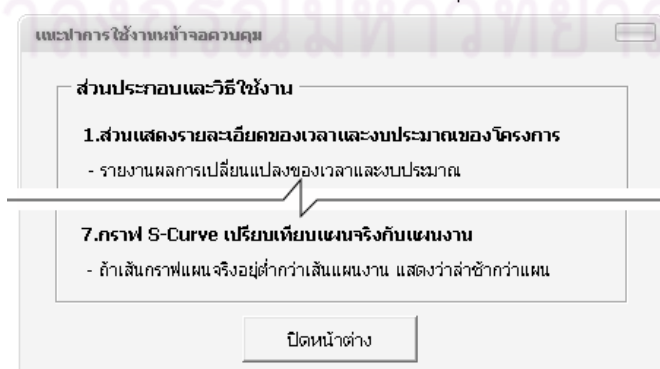 แนะนำการใช้งานหน้าจอควบคุม
ส่วนประกอบและวิธีใช้งาน
1.ส่วนแสดงรายละเอียดของเวลาและงบประมาณของโครงการ
- รายงานผลการเปลี่ยนแปลงของเวลาและงบประมาณ
7.กราฟ S-Curve เปรียบเทียบแผนจริงกับแผนงาน
- ถ้าเส้นกราฟแผนจริงอยู่ต่ำกว่าเส้นแผนงาน แสดงว่าล่าช้ากว่าแผน
ปิดหน้าต่าง